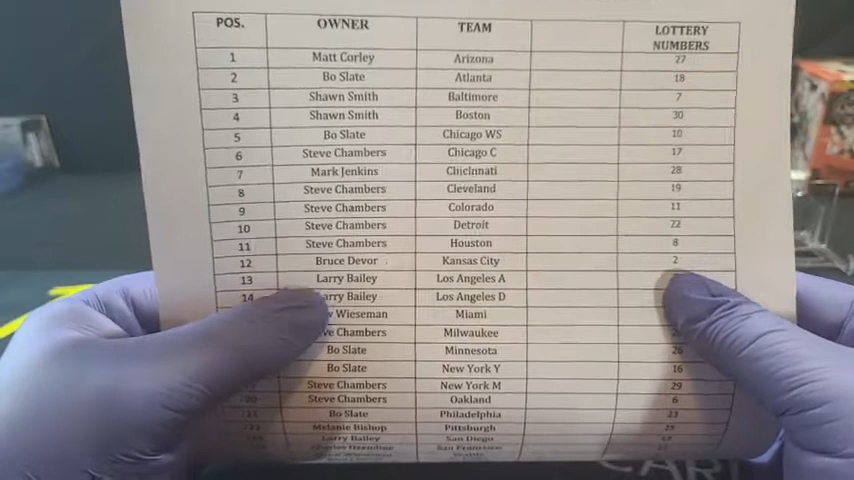 POS. OWNER TEAM LOTTERY NUMBERS
1 Matt Corley Arizona 27
2 Bo Slate Atlanta 18
3 Shawn Smith Baltimore 7
4 Shawn Smith Boston 30
5 Bo Slate Chicago WS 10
6 Steve Chambers Chicago C 17
7 Mark Jenkins Cincinnati 28
8 Steve Chambers Cleveland 19
9 Steve Chambers Colorado 11
10 Steve Chambers Detroit 22
11 Steve Chambers Houston 8
12 Bruce Devor Kansas City 2
13 Larry Bailey Los Angeles A
14 Larry Bailey Los Angeles D
Wieseman Miami
Chambers Milwaukee
Bo Slate Minnesota 26
Bo Slate New York Y 16
Steve Chambers New York M 29
20 Steve Chambers Oakland 6
21 Bo Slate Philadelphia 23
Melanie Bishop Pittsburgh
Larry Bailey San Diego
San Francisco
Seattle